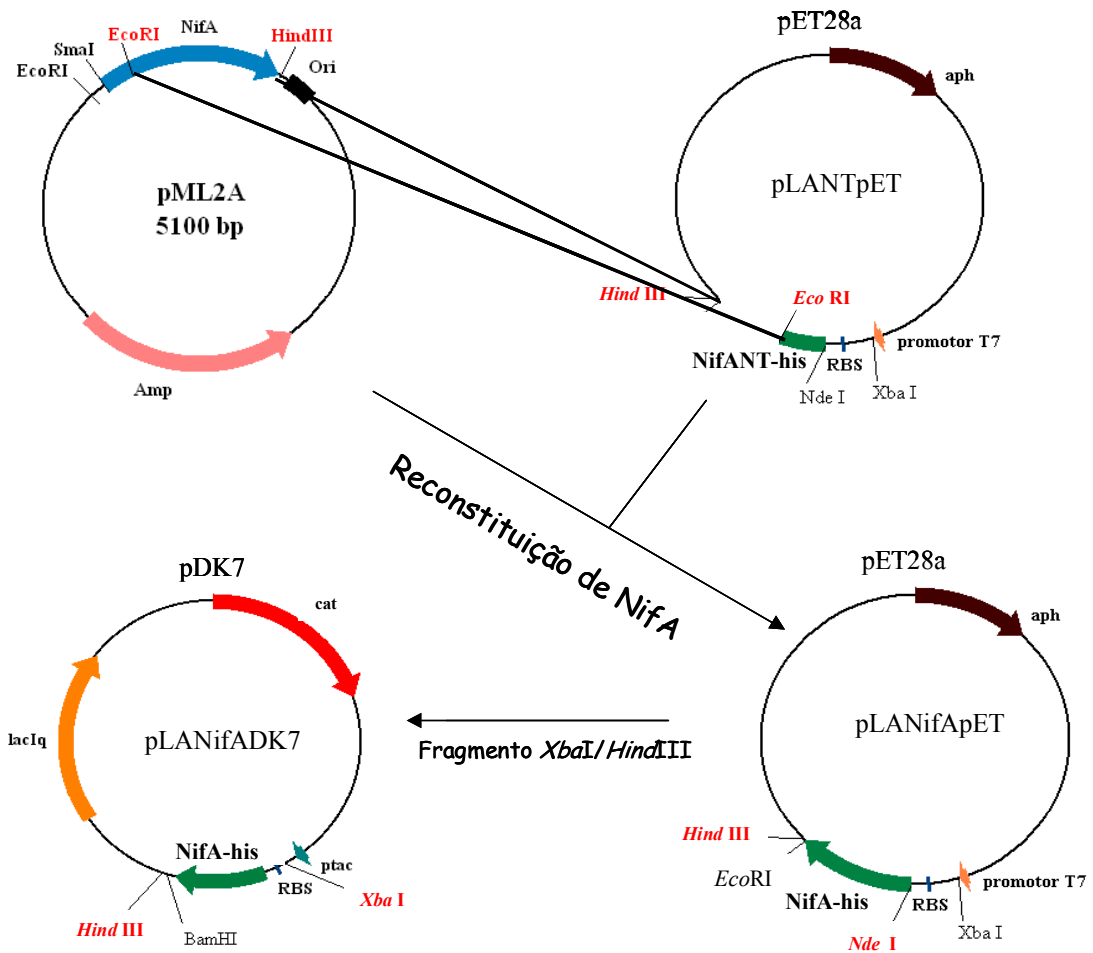 EcoRI
NifA
HindIII
SmaI
EcoRI
Ori
pML2A
5100 bp
Amp
pET28a
aph
pLANTpET
Hind III
Eco RI
promotor T7
NifANT-his
RBS
Nde I
Xba I
Reconstituição de NifA
pDK7
cat
lacIq
pLANifADK7
NifA-his
ptac
RBS
Xba I
Hind III
BamHI
Fragmento XbaI/HindIII
pET28a
aph
pLANifApET
Hind III
EcoRI
NifA-his
RBS
promotor T7
Xba I
Nde I